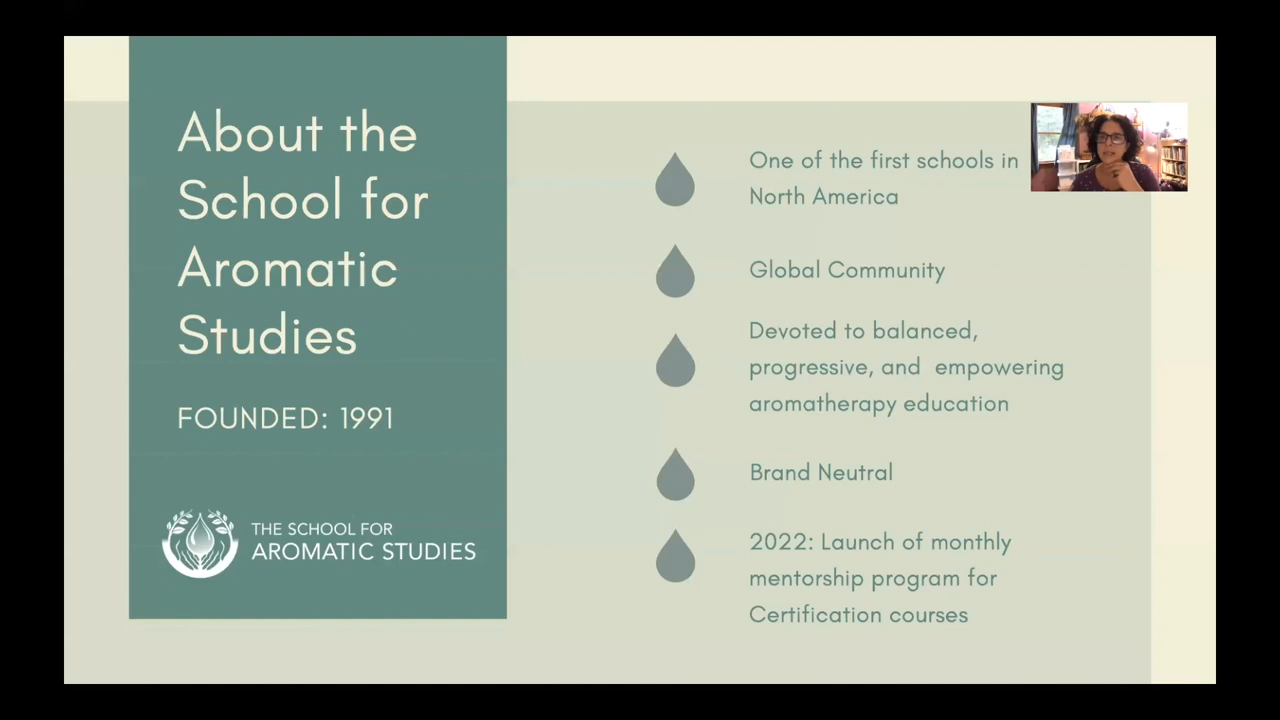 About the
School for
Aromatic
Studies
FOUNDED: 1991
THE SCHOOL FOR
AROMATIC STUDIES
One of the first schools in
North America
Global Community
Devoted to balanced,
progressive, and  empowering
aromatherapy education
Brand Neutral
2022: Launch of monthly
mentorship program for
Certification courses